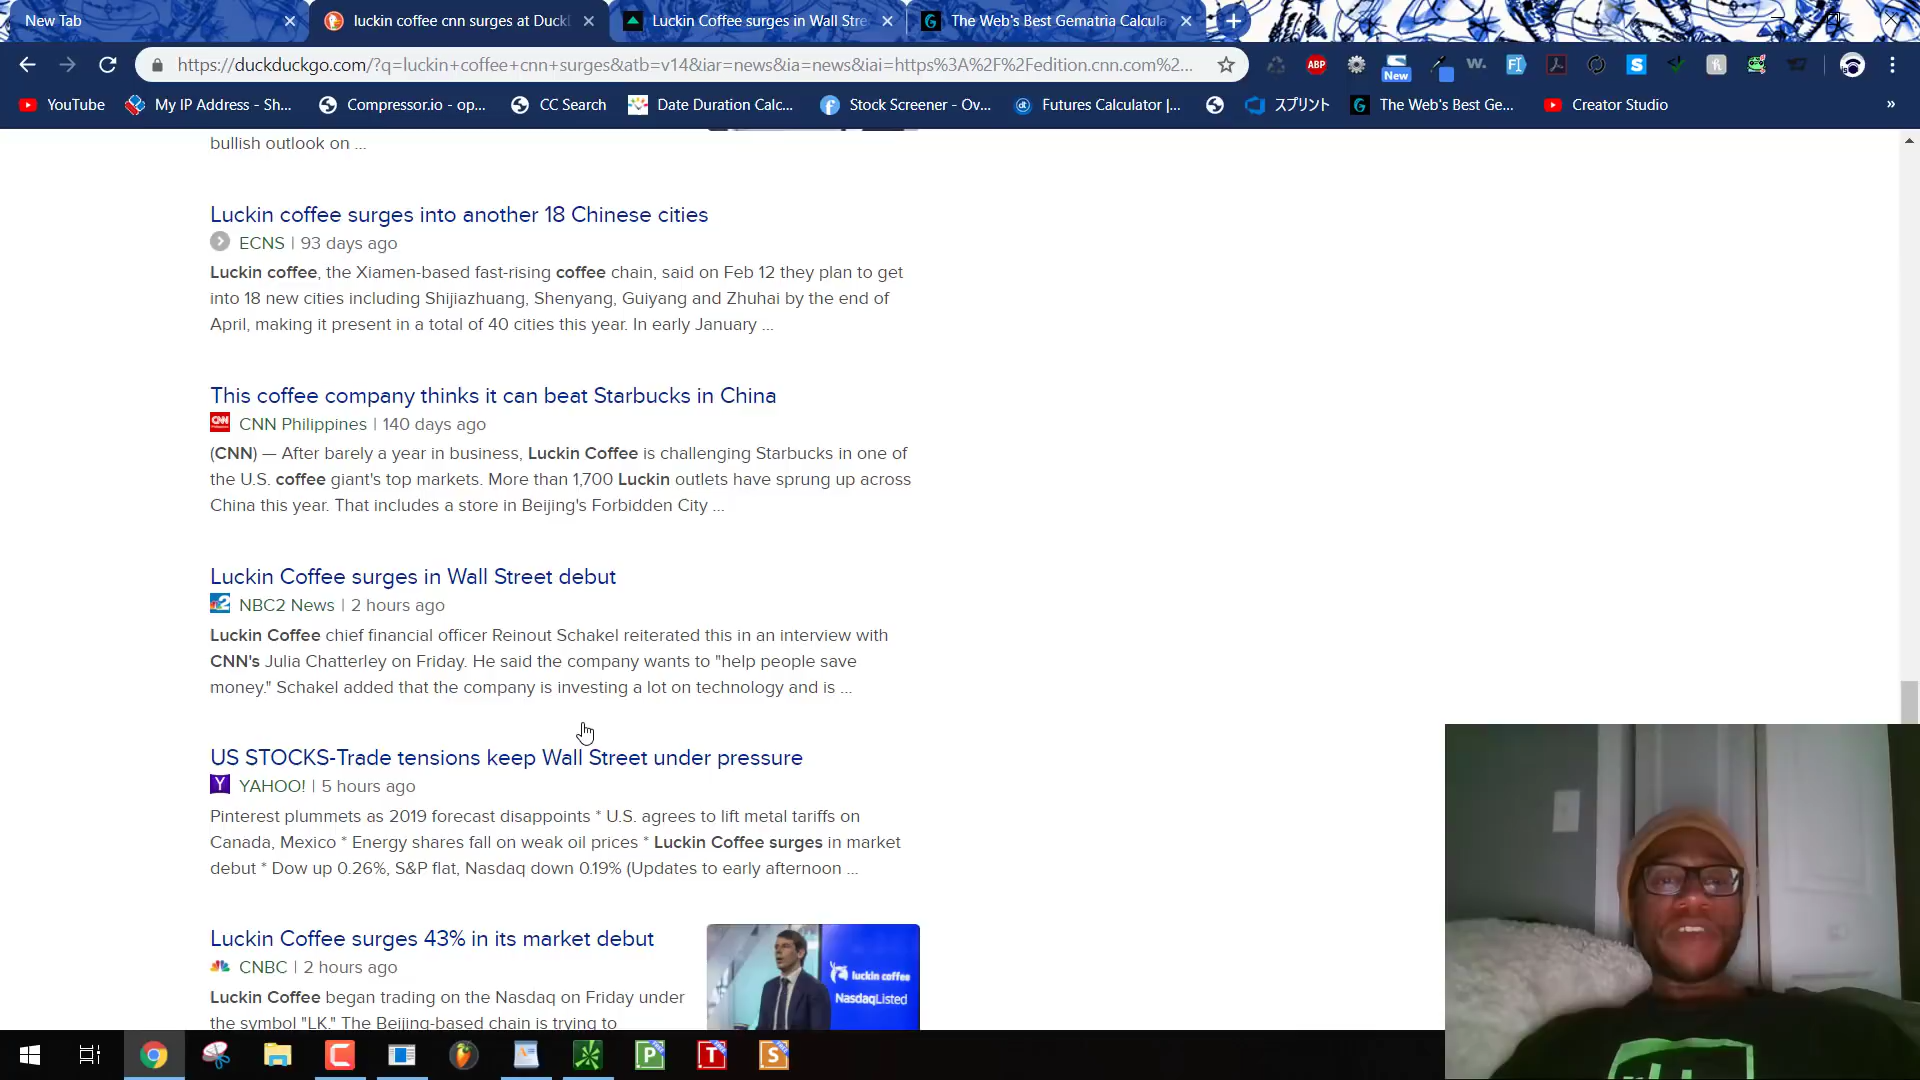 New Tab
luckin coffee cnn surges at Duckl
Luckin Coffee surges in Wall Stre
The Web's Best Gematria Calcula
https://duckduckgo.com/?q=luckin+coffee+cnn+surges&atb=v14&iar=news&ia=news&iai=https%3A%2F%2Fedition.cnn.com%2...
ABP
New
YouTube
My IP Address - Sh...
Compressor.io - op...
CC Search
Date Duration Calc...
Stock Screener - Ov...
Futures Calculator |...
スプリント
The Web's Best Ge...
Creator Studio
»
bullish outlook on ...
Luckin coffee surges into another 18 Chinese cities
ECNS | 93 days ago
Luckin coffee, the Xiamen-based fast-rising coffee chain, said on Feb 12 they plan to get
into 18 new cities including Shijiazhuang, Shenyang, Guiyang and Zhuhai by the end of
April, making it present in a total of 40 cities this year. In early January ...
This coffee company thinks it can beat Starbucks in China
CNN
CNN Philippines | 140 days ago
(CNN) — After barely a year in business, Luckin Coffee is challenging Starbucks in one of
the U.S. coffee giant's top markets. More than 1,700 Luckin outlets have sprung up across
China this year. That includes a store in Beijing's Forbidden City ...
Luckin Coffee surges in Wall Street debut
NBC2 News | 2 hours ago
Luckin Coffee chief financial officer Reinout Schakel reiterated this in an interview with
CNN's Julia Chatterley on Friday. He said the company wants to "help people save
money." Schakel added that the company is investing a lot on technology and is ...
US STOCKS-Trade tensions keep Wall Street under pressure
Y
YAHOO! | 5 hours ago
Pinterest plummets as 2019 forecast disappoints * U.S. agrees to lift metal tariffs on
Canada, Mexico * Energy shares fall on weak oil prices * Luckin Coffee surges in market
debut * Dow up 0.26%, S&P flat, Nasdaq down 0.19% (Updates to early afternoon ...
Luckin Coffee surges 43% in its market debut
CNBC | 2 hours ago
Luckin Coffee began trading on the Nasdaq on Friday under
the symbol "LK." The Beijing-based chain is trying to
luckin coffee
NasdaqListed
P
T
S